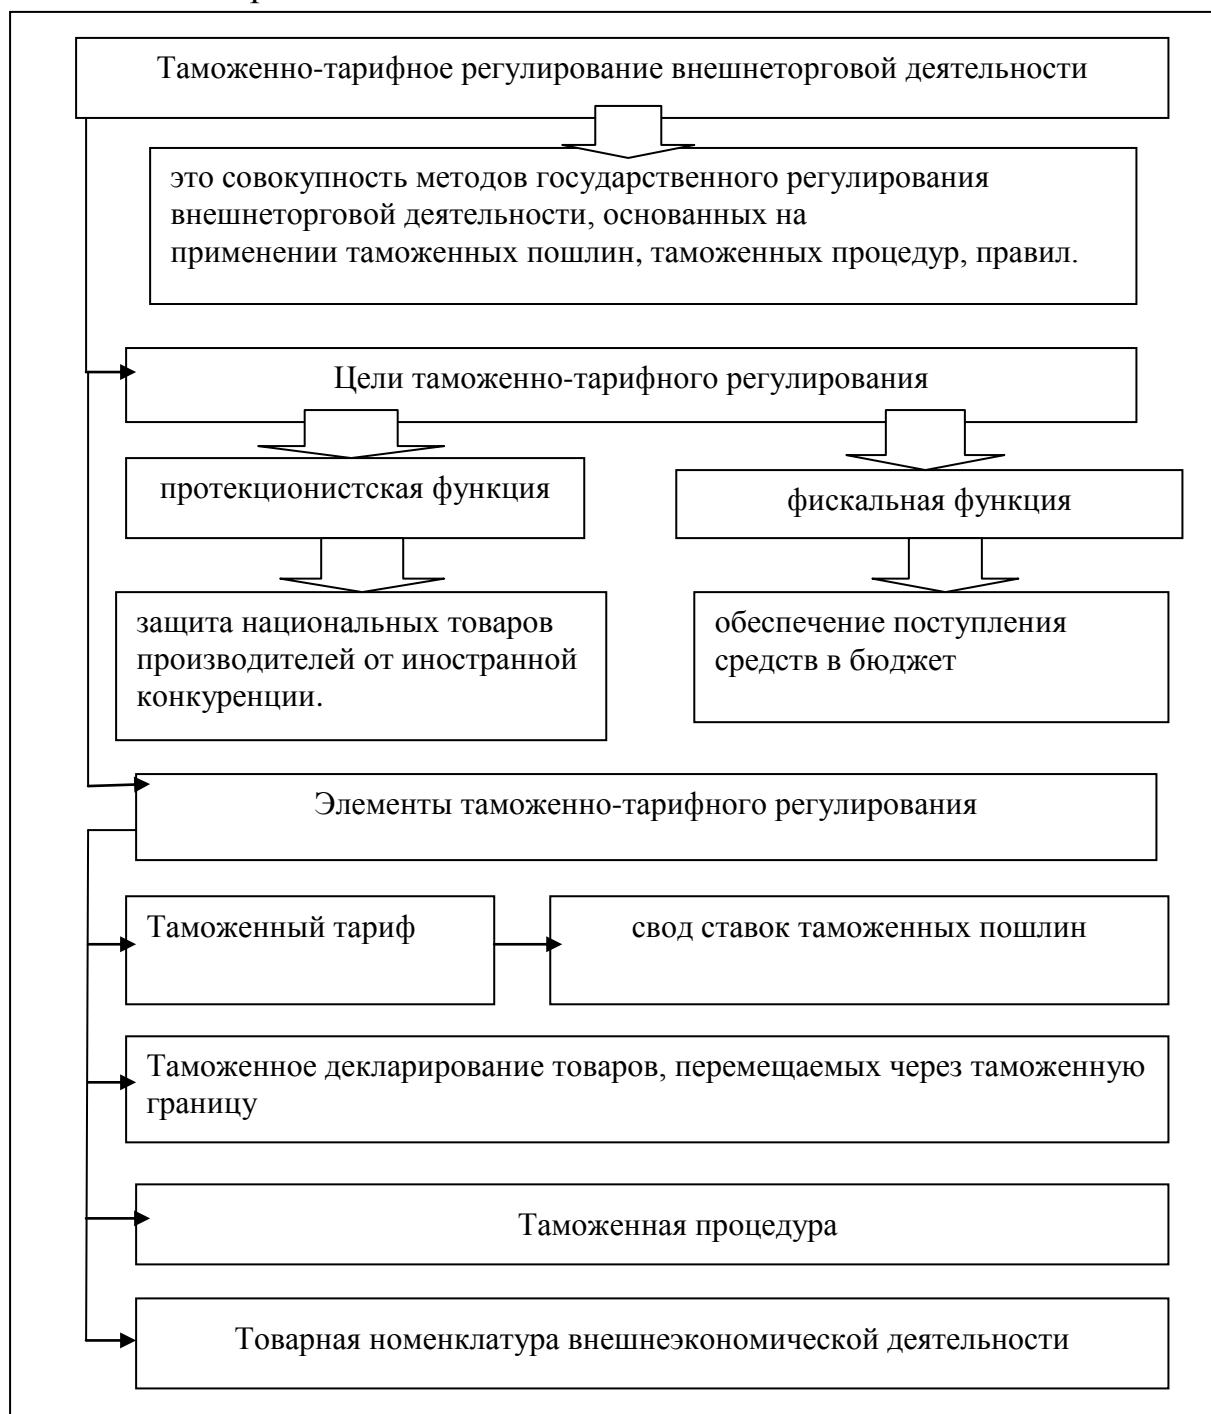 Таможенно-тарифное регулирование внешнеторговой деятельности
это совокупность методов государственного регулирования
внешнеторговой деятельности, основанных на
применении таможенных пошлин, таможенных процедур, правил.
Цели таможенно-тарифного регулирования
протекционистская функция
фискальная функция
защита национальных товаров
производителей от иностранной
конкуренции.
обеспечение поступления
средств в бюджет
Элементы таможенно-тарифного регулирования
Таможенный тариф
свод ставок таможенных пошлин
Таможенное декларирование товаров, перемещаемых через таможенную
границу
Таможенная процедура
Товарная номенклатура внешнеэкономической деятельности